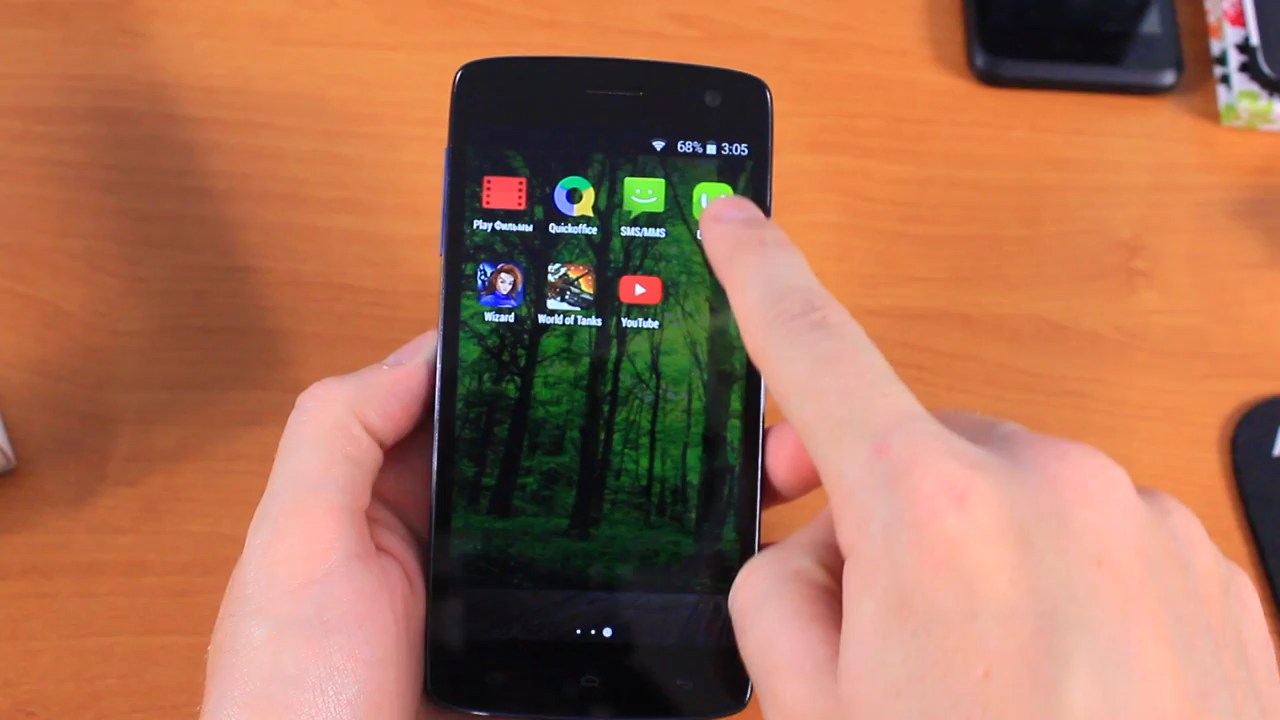 68% 3:05
Play Фильмы Quickoffice SMS/MMS
Wizard World of Tanks YouTube